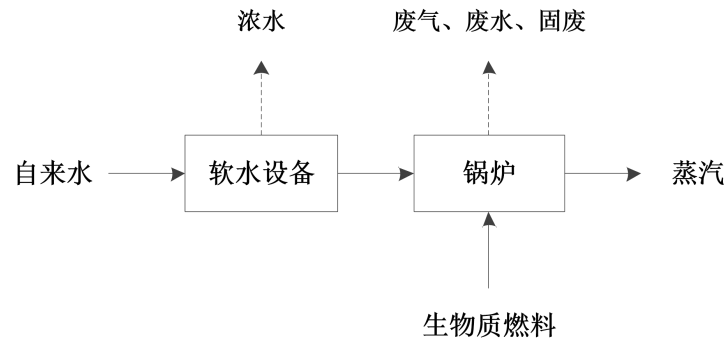 浓水
废气、废水、固废
自来水
软水设备
锅炉
蒸汽
生物质燃料